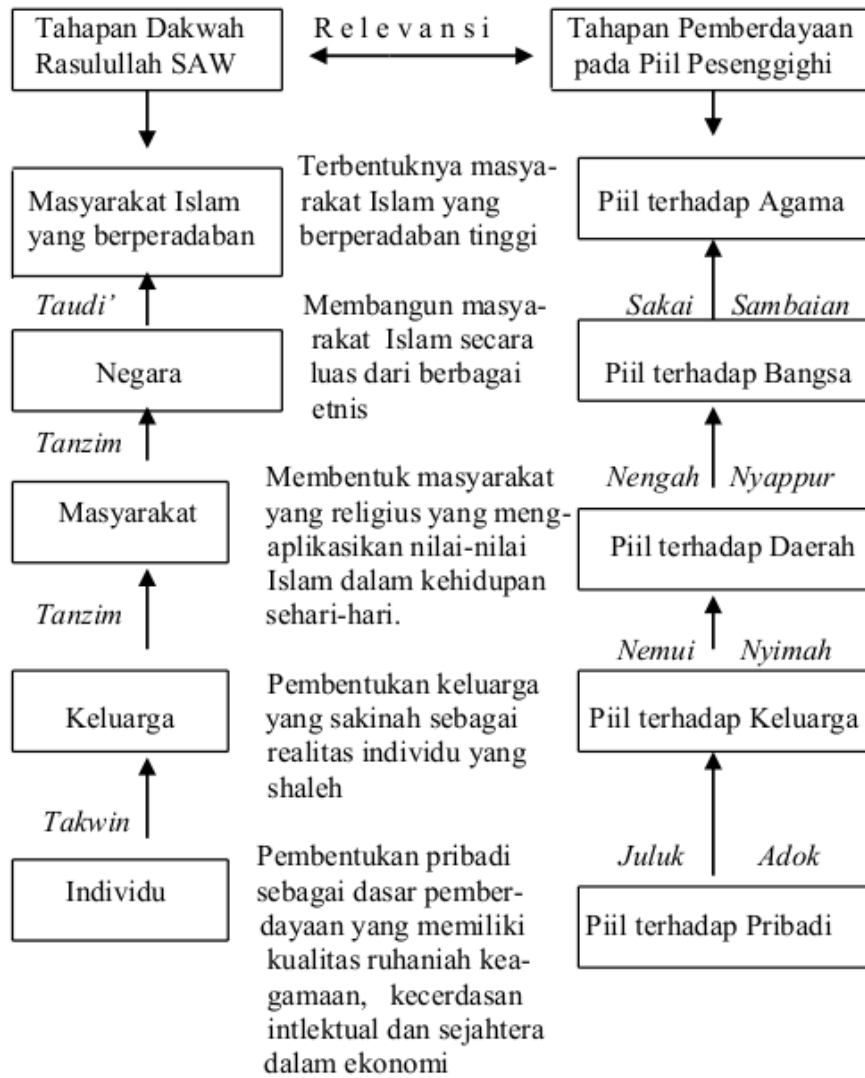 Tahapan Dakwah
Rasulullah SAW
Relevansi
Tahapan Pemberdayaan
pada Piil Pesenggighi
Masyarakat Islam
yang berperadaban
Terbentuknya masya-
rakat Islam yang
berperadaban tinggi
Piil terhadap Agama
Taudi’
Sakai Sambaian
Negara
Membangun masya-
rakat Islam secara
luas dari berbagai
etnis
Piil terhadap Bangsa
Tanzim
Nengah Nyappur
Masyarakat
Membentuk masyarakat
yang religius yang meng-
aplikasikan nilai-nilai
Islam dalam kehidupan
sehari-hari.
Piil terhadap Daerah
Tanzim
Nemui Nyimah
Keluarga
Pembentukan keluarga
yang sakinah sebagai
realitas individu yang
shaleh
Piil terhadap Keluarga
Takwin
Juluk Adok
Individu
Pembentukan pribadi
sebagai dasar pember-
dayaan yang memiliki
kualitas ruhaniah kea-
gamaan, kecerdasan
intlektual dan sejahtera
dalam ekonomi
Piil terhadap Pribadi